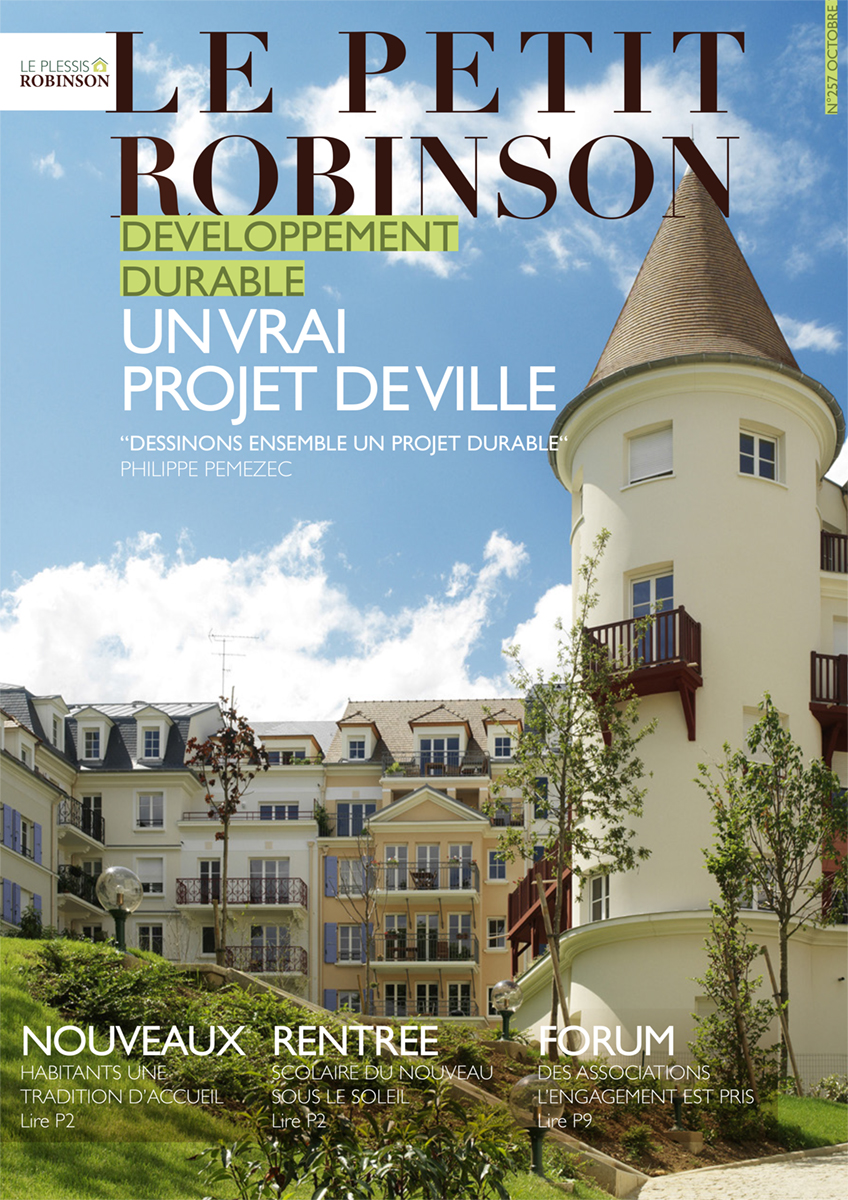 LE PLESSIS
ROBINSON
LE PETIT
ROBINSON
N°257 OCTOBRE
DEVELOPPEMENT
DURABLE
UN VRAI
PROJET DE VILLE
“DESSINONS ENSEMBLE UN PROJET DURABLE“
PHILIPPE PEMEZEC
NOUVEAUX
HABITANTS UNE
TRADITION D'ACCUEIL
Lire P2
RENTREE
SCOLAIRE DU NOUVEAU
SOUS LE SOLEIL
Lire P2
FORUM
DES ASSOCIATIONS
L'ENGAGEMENT EST PRIS
Lire P9